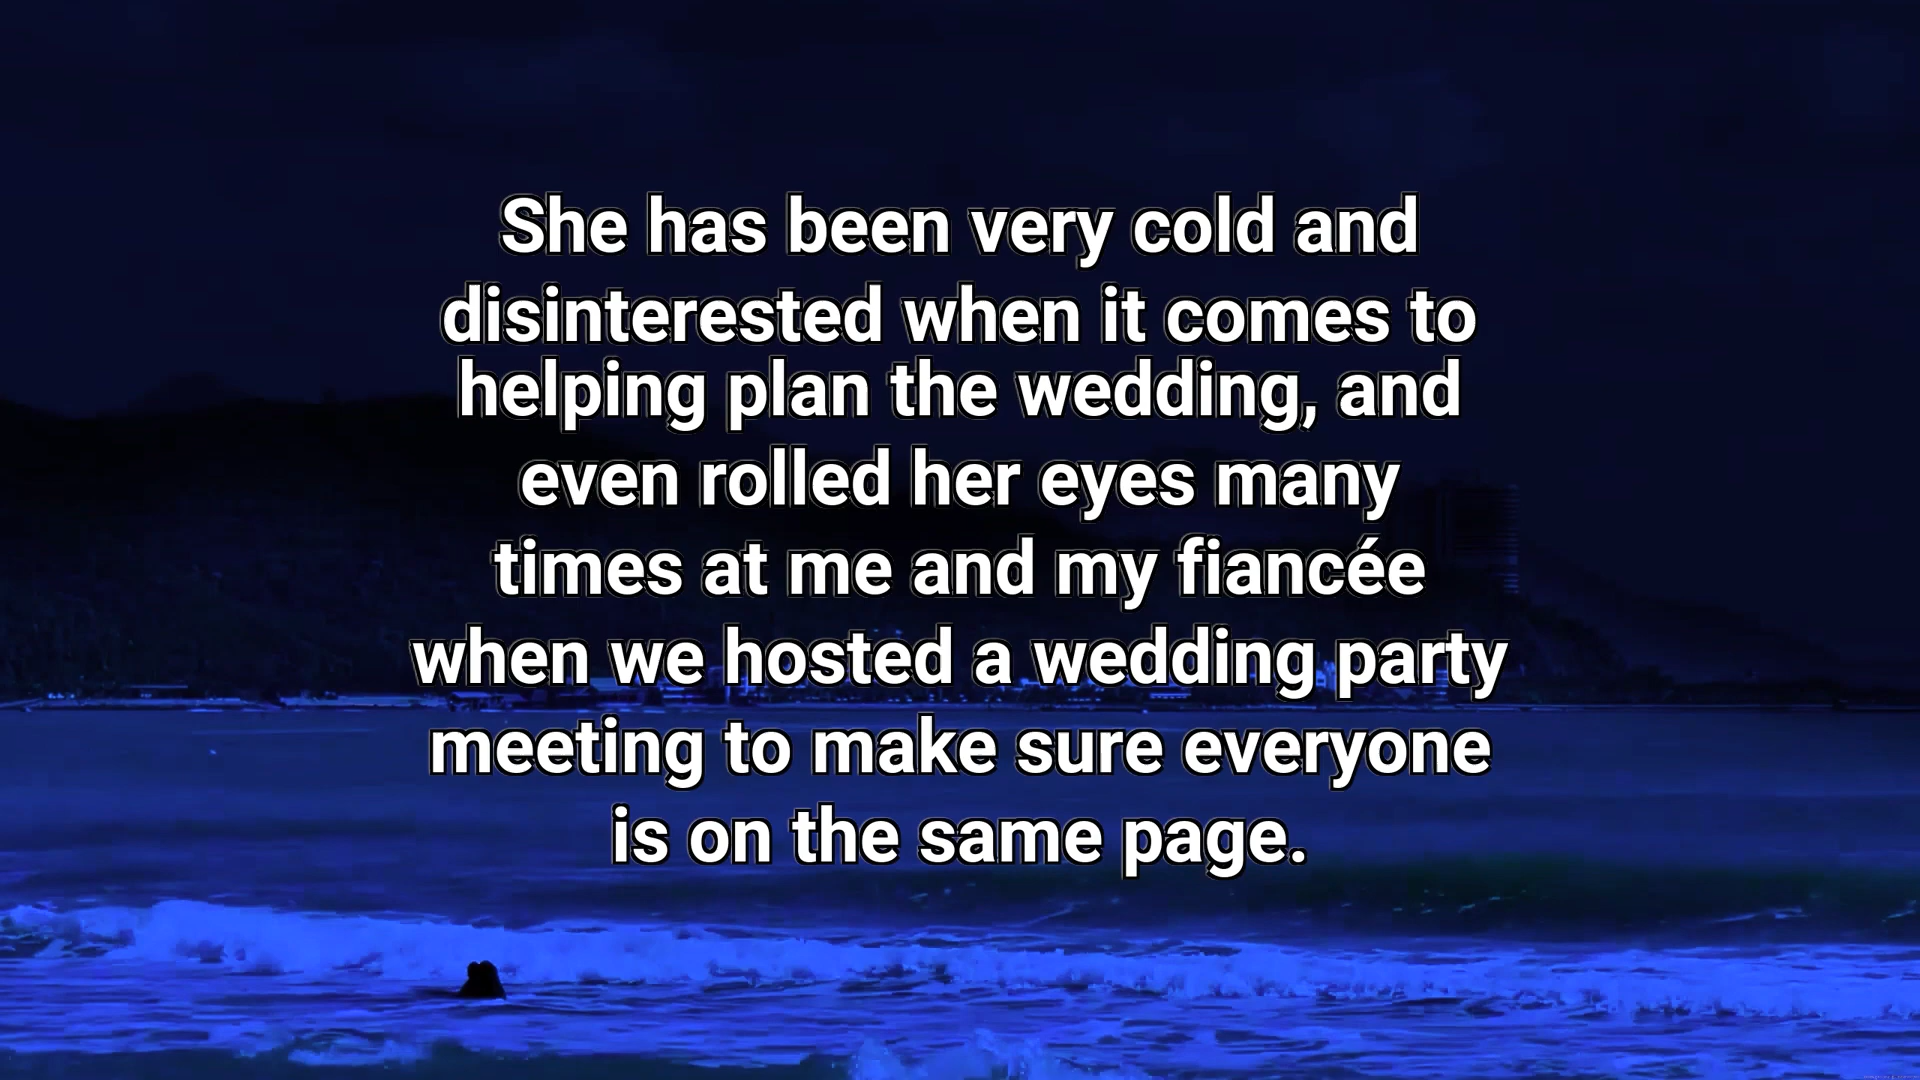 She has been very cold and
disinterested when it comes to
helping plan the wedding, and
even rolled her eyes many
times at me and my fiancée
when we hosted a wedding party
meeting to make sure everyone
is on the same page.